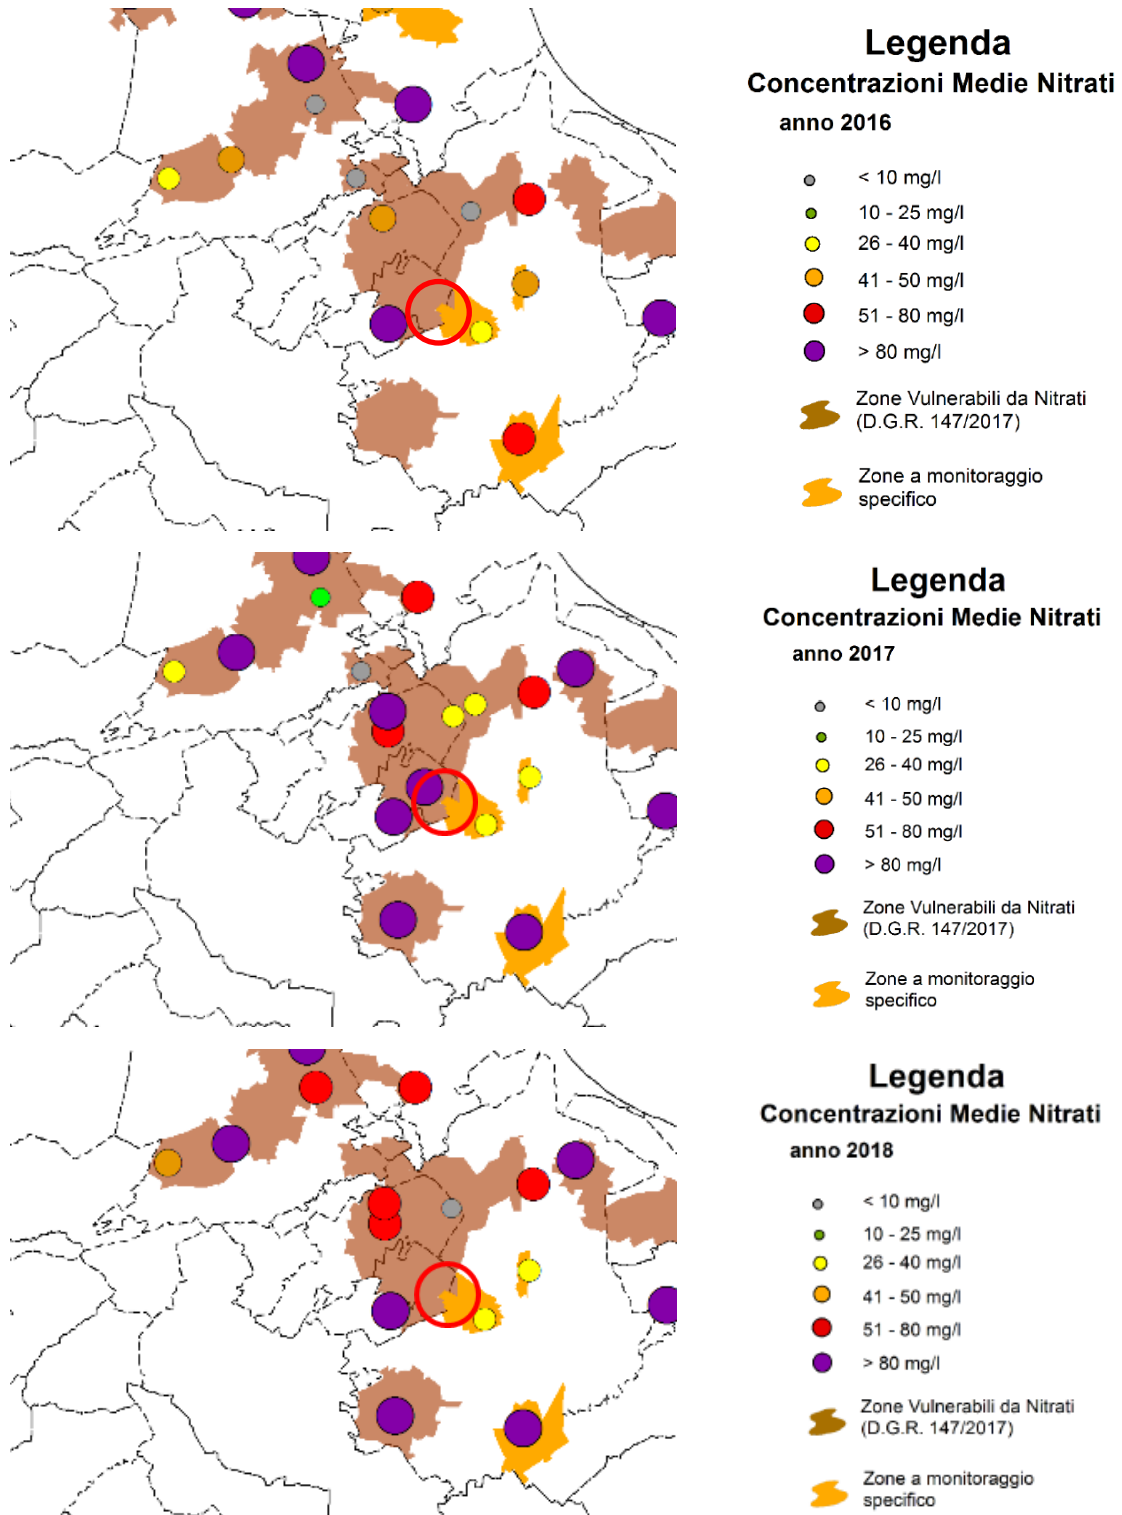 Legenda
Concentrazioni Medie Nitrati
anno 2016
< 10 mg/l
10 - 25 mg/l
26 - 40 mg/l
41 - 50 mg/l
51 - 80 mg/l
> 80 mg/l
Zone Vulnerabili da Nitrati
(D.G.R. 147/2017)
Zone a monitoraggio
specifico
Legenda
Concentrazioni Medie Nitrati
anno 2017
< 10 mg/l
10 - 25 mg/l
26 - 40 mg/l
41 - 50 mg/l
51 - 80 mg/l
> 80 mg/l
Zone Vulnerabili da Nitrati
(D.G.R. 147/2017)
Zone a monitoraggio
specifico
Legenda
Concentrazioni Medie Nitrati
anno 2018
< 10 mg/l
10 - 25 mg/l
26 - 40 mg/l
41 - 50 mg/l
51 - 80 mg/l
> 80 mg/l
Zone Vulnerabili da Nitrati
(D.G.R. 147/2017)
Zone a monitoraggio
specifico